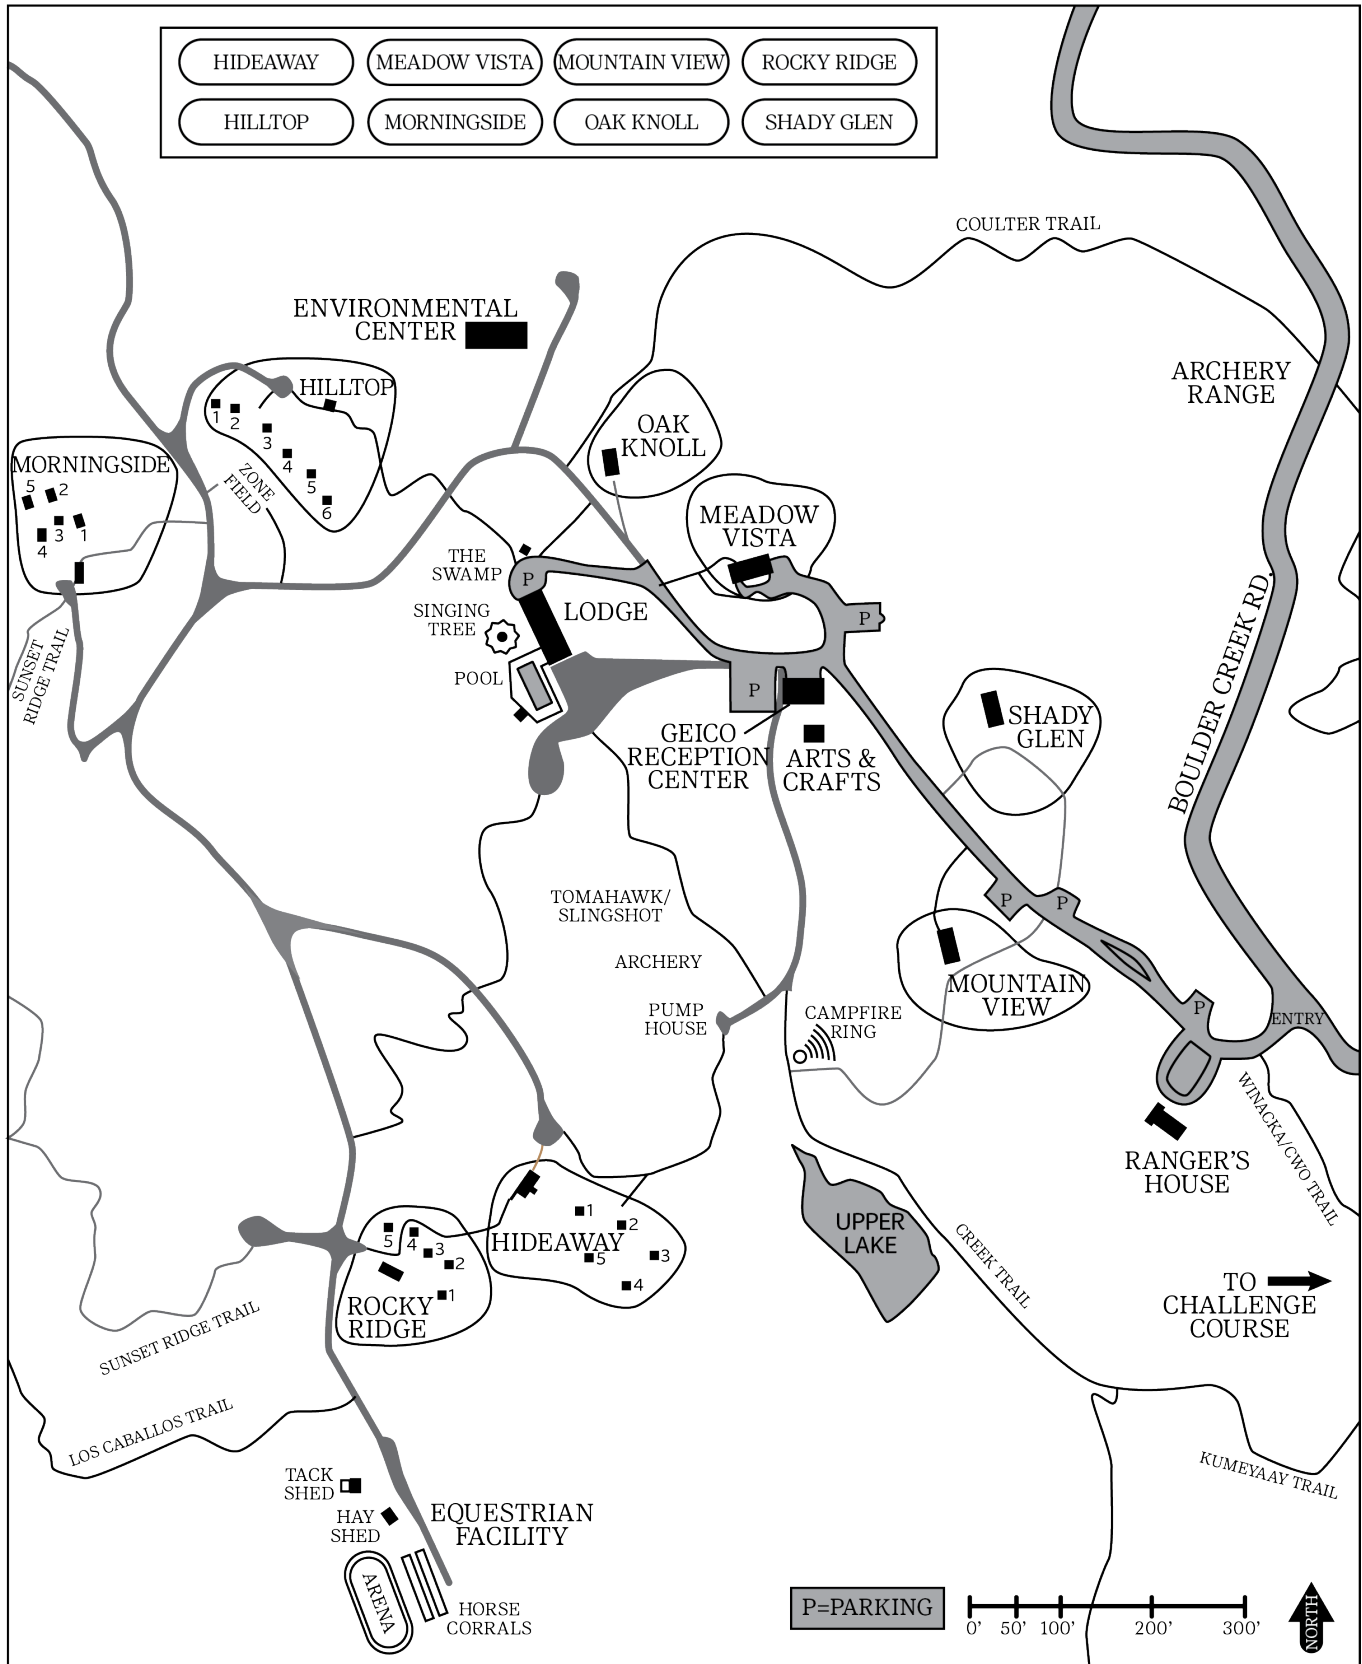 HIDEAWAY
MEADOW VISTA
MOUNTAIN VIEW
ROCKY RIDGE
HILLTOP
MORNINGSIDE
OAK KNOLL
SHADY GLEN
COULTER TRAIL
ENVIRONMENTAL
CENTER
ARCHERY
RANGE
HILLTOP
1
2
3
4
5
6
OAK
KNOLL
MORNINGSIDE
5
2
3
1
4
ZONE
FIELD
MEADOW
VISTA
THE
SWAMP
P
LODGE
SINGING
TREE
P
POOL
SUNSET
RIDGE TRAIL
P
BOULDER CREEK RD.
SHADY
GLEN
GEICO
RECEPTION
CENTER
ARTS &
CRAFTS
TOMAHAWK/
SLINGSHOT
P
P
ARCHERY
MOUNTAIN
VIEW
PUMP
HOUSE
CAMPFIRE
RING
P
ENTRY
WINACKA/CWO TRAIL
RANGER'S
HOUSE
1
2
HIDEAWAY
5
3
4
5
4
3
2
1
ROCKY
RIDGE
UPPER
LAKE
CREEK TRAIL
TO
CHALLENGE
COURSE
SUNSET RIDGE TRAIL
LOS CABALLOS TRAIL
KUMEYAAY TRAIL
TACK
SHED
HAY
SHED
EQUESTRIAN
FACILITY
ARENA
HORSE
CORRALS
P=PARKING
0' 50' 100' 200' 300'
NORTH